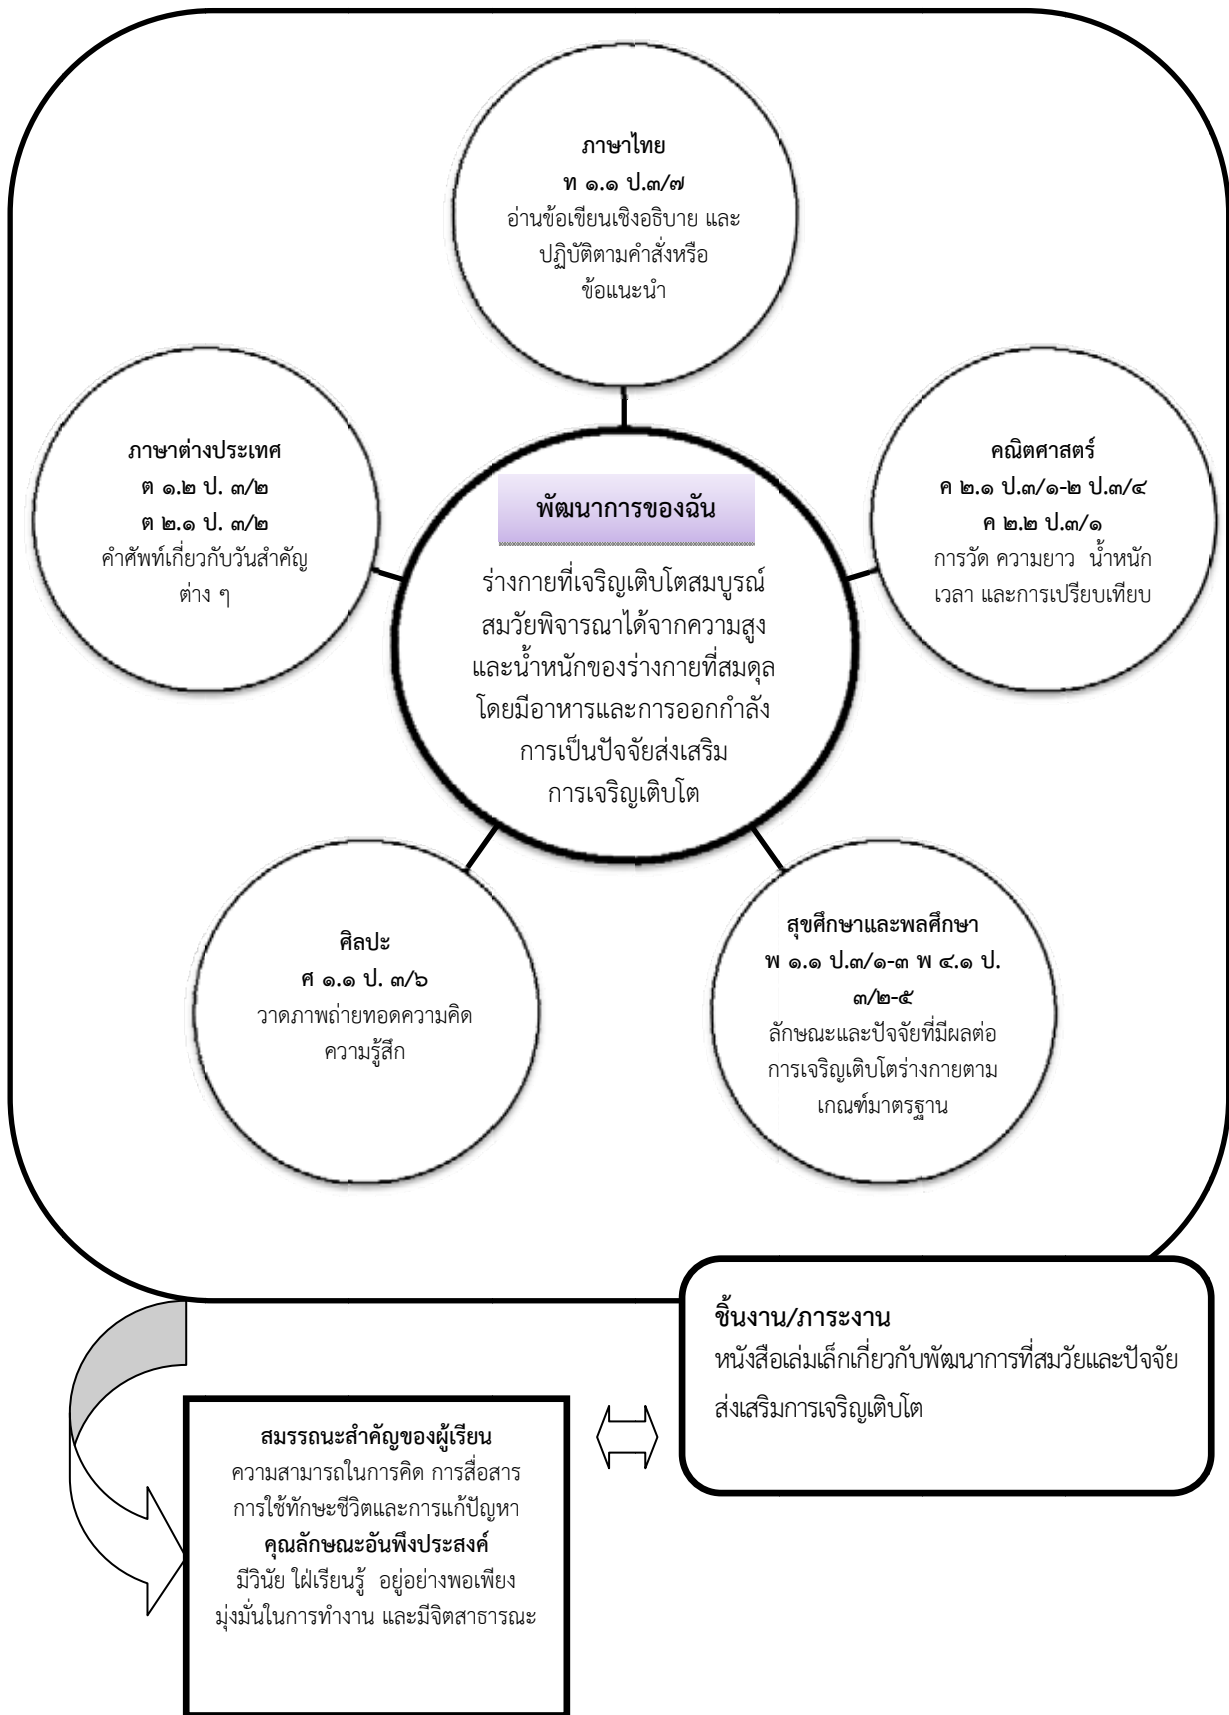 ภาษาไทย
ท ๑.๑ ป.๓/๗
อ่านข้อเขียนเชิงอธิบาย และ
ปฏิบัติตามคำสั่งหรือ
ข้อแนะนำ
ภาษาต่างประเทศ
ต ๑.๒ ป. ๓/๒
ต ๒.๑ ป. ๓/๒
คำศัพท์เกี่ยวกับวันสำคัญ
ต่าง ๆ
พัฒนาการของฉัน
ร่างกายที่เจริญเติบโตสมบูรณ์
สมวัยพิจารณาได้จากความสูง
และน้ำหนักของร่างกายที่สมดุล
โดยมีอาหารและการออกกำลัง
การเป็นปัจจัยส่งเสริม
การเจริญเติบโต
คณิตศาสตร์
ค ๒.๑ ป.๓/๑-๒ ป.๓/๔
ค ๒.๒ ป.๓/๑
การวัด ความยาว น้ำหนัก
เวลา และการเปรียบเทียบ
ศิลปะ
ศ ๑.๑ ป. ๓/๖
วาดภาพถ่ายทอดความคิด
ความรู้สึก
สุขศึกษาและพลศึกษา
พ ๑.๑ ป.๓/๑-๓ พ ๔.๑ ป.
๓/๒-๕
ลักษณะและปัจจัยที่มีผลต่อ
การเจริญเติบโตร่างกายตาม
เกณฑ์มาตรฐาน
ชิ้นงาน/ภาระงาน
หนังสือเล่มเล็กเกี่ยวกับพัฒนาการที่สมวัยและปัจจัย
ส่งเสริมการเจริญเติบโต
สมรรถนะสำคัญของผู้เรียน
ความสามารถในการคิด การสื่อสาร
การใช้ทักษะชีวิตและการแก้ปัญหา
คุณลักษณะอันพึงประสงค์
มีวินัย ใฝ่เรียนรู้ อยู่อย่างพอเพียง
มุ่งมั่นในการทำงาน และมีจิตสาธารณะ